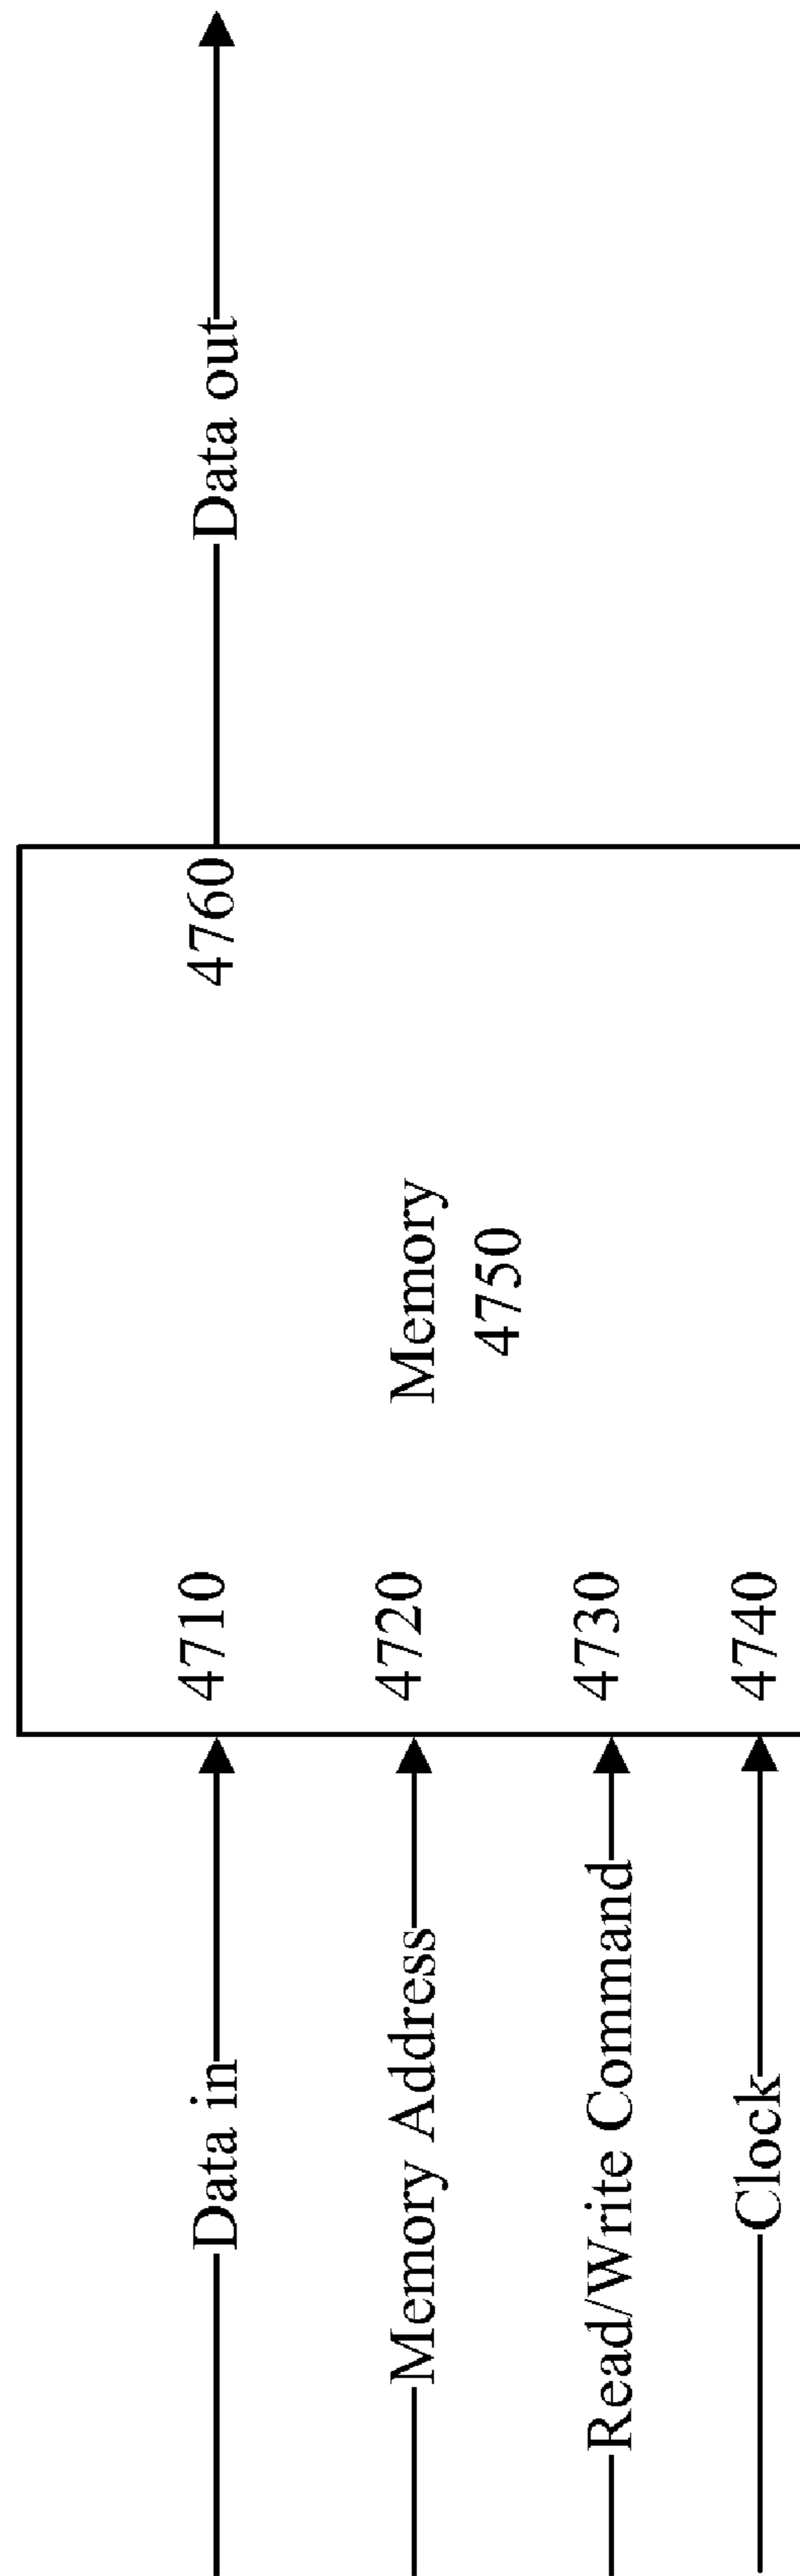 Data in
4710
4760
Data out
Memory Address
4720
Memory
4750
Read/Write Command
4730
Clock
4740